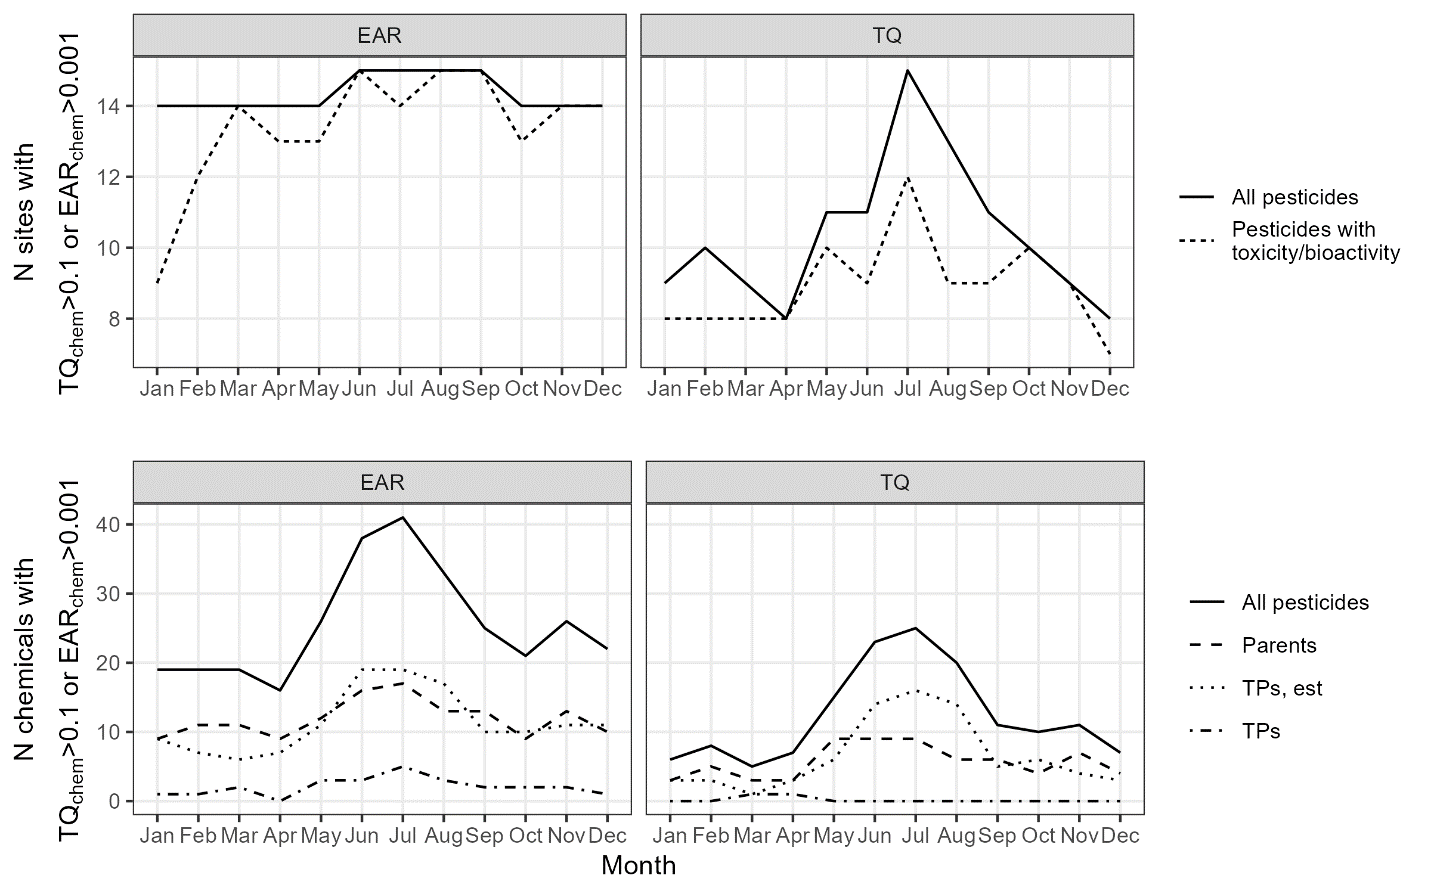 EAR
TQ
N sites with
TQchem>0.1 or EARchem>0.001
14
12
10
8
Jan Feb Mar Apr May Jun Jul Aug Sep Oct Nov Dec
Jan Feb Mar Apr May Jun Jul Aug Sep Oct Nov Dec
All pesticides
Pesticides with
toxicity/bioactivity
EAR
TQ
N chemicals with
TQchem>0.1 or EARchem>0.001
40
30
20
10
0
Jan Feb Mar Apr May Jun Jul Aug Sep Oct Nov Dec
Jan Feb Mar Apr May Jun Jul Aug Sep Oct Nov Dec
Month
All pesticides
Parents
TPs, est
TPs